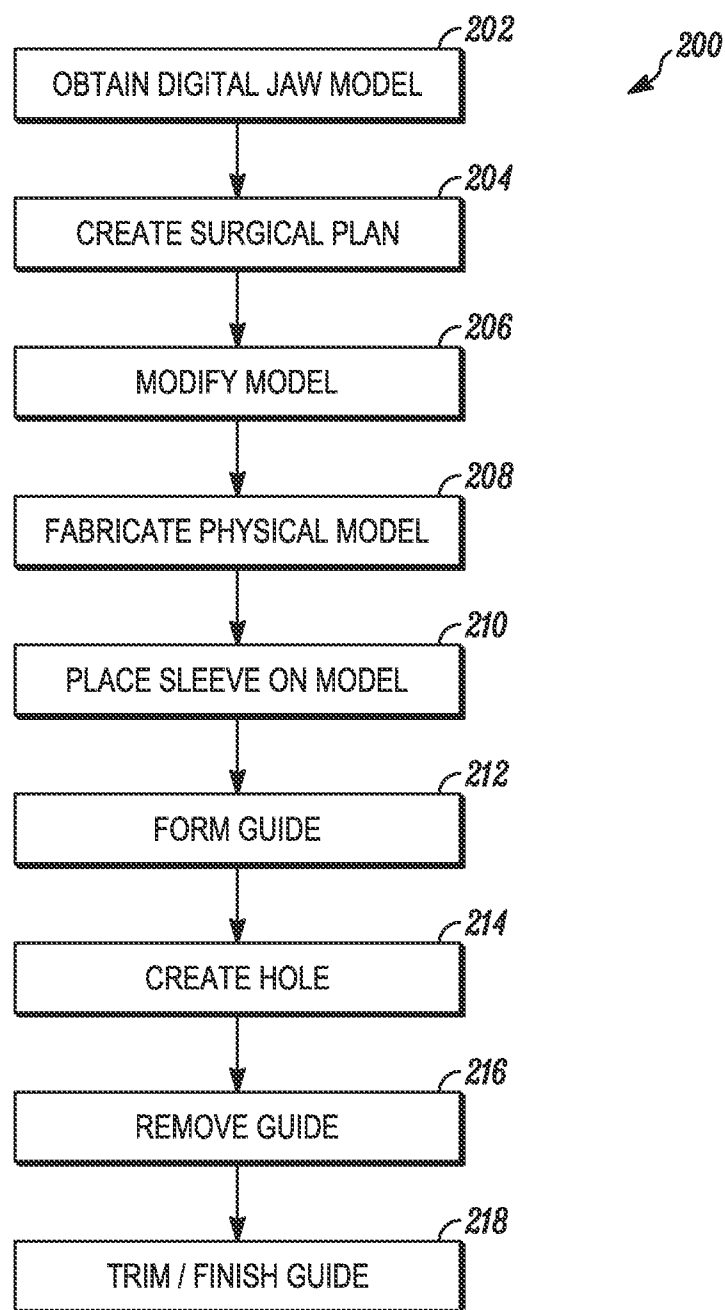 202
200
OBTAIN DIGITAL JAW MODEL
204
CREATE SURGICAL PLAN
206
MODIFY MODEL
208
FABRICATE PHYSICAL MODEL
210
PLACE SLEEVE ON MODEL
212
FORM GUIDE
214
CREATE HOLE
216
REMOVE GUIDE
218
TRIM / FINISH GUIDE